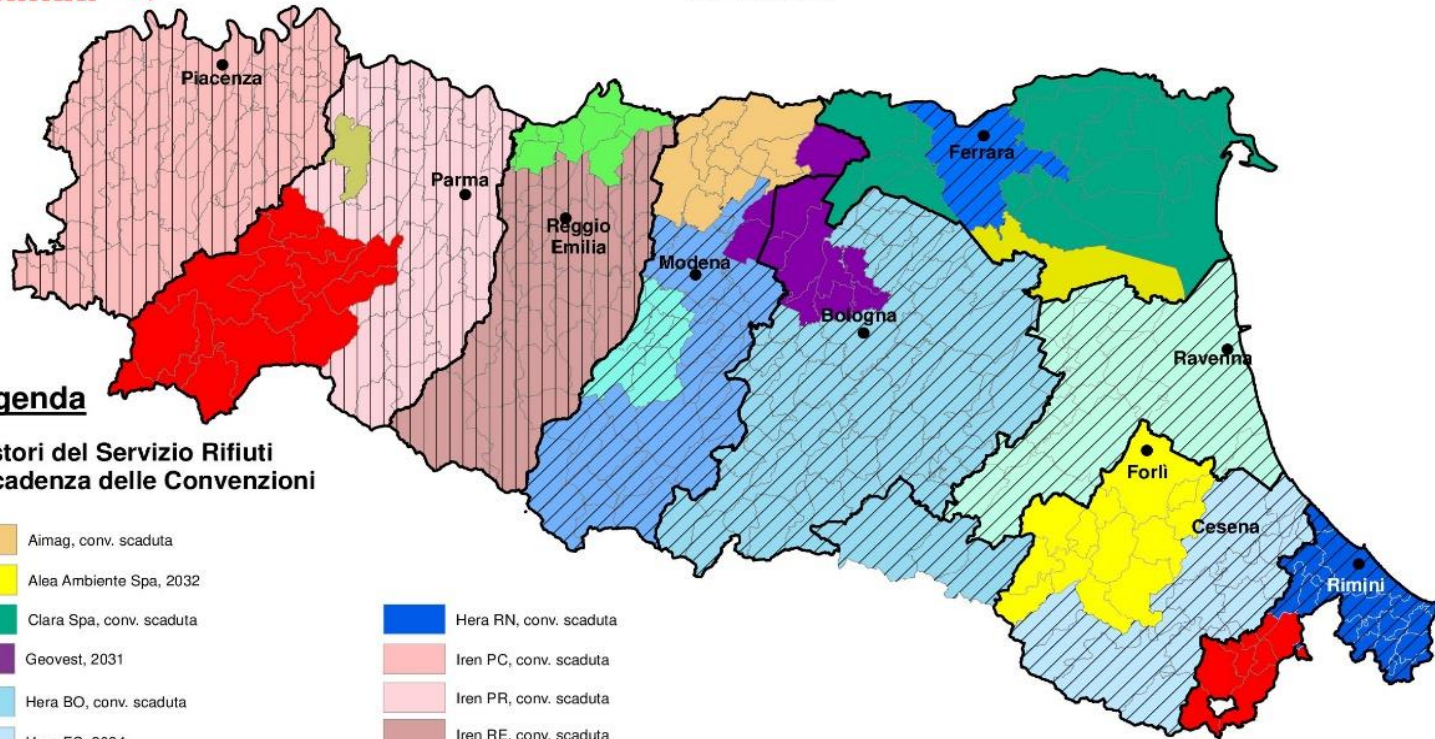 Piacenza
Parma
Reggio
Emilia
Modena
Bologna
Ferrara
Ravenna
Forlì
Cesena
Rimini
genda
stori del Servizio Rifiuti
cadenza delle Convenzioni
Aimag, conv. scaduta
Alea Ambiente Spa, 2032
Clara Spa, conv. scaduta
Geovest, 2031
Hera BO, conv. scaduta
Hera RN, conv. scaduta
Iren PC, conv. scaduta
Iren PR, conv. scaduta
Iren RE, conv. scaduta